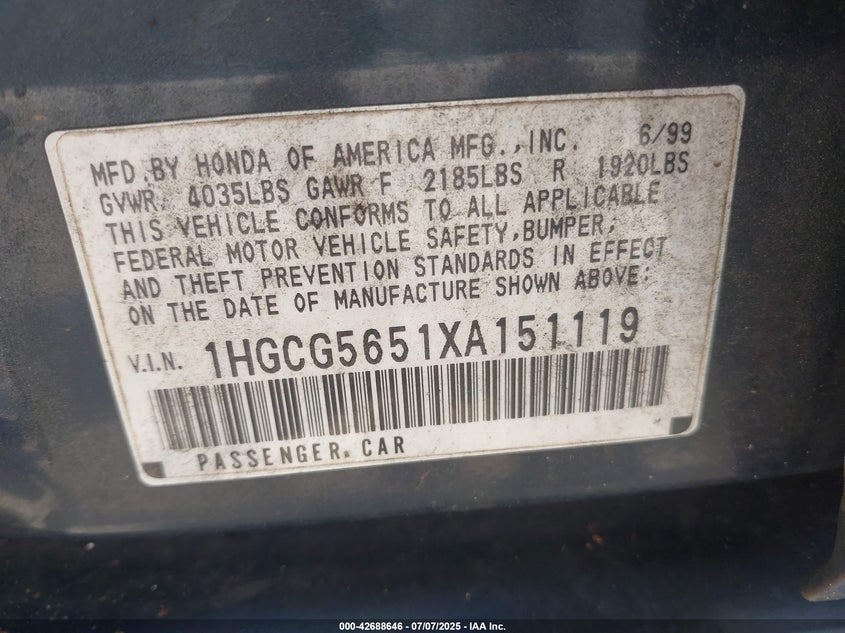 MFD.BY HONDA OF AMERICA MFG.,INC. 6/99
GVWR. 4035LBS GAWR F 2185LBS R 1920LBS
THIS VEHICLE CONFORMS TO ALL APPLICABLE
FEDERAL MOTOR VEHICLE SAFETY,BUMPER,
AND THEFT PREVENTION STANDARDS IN EFFECT
ON THE DATE OF MANUFACTURE SHOWN ABOVE:
V.I.N. 1HGCG5651XA151119
PASSENGER CAR
000-42688646 - 07/07/2025 - IAA Inc.